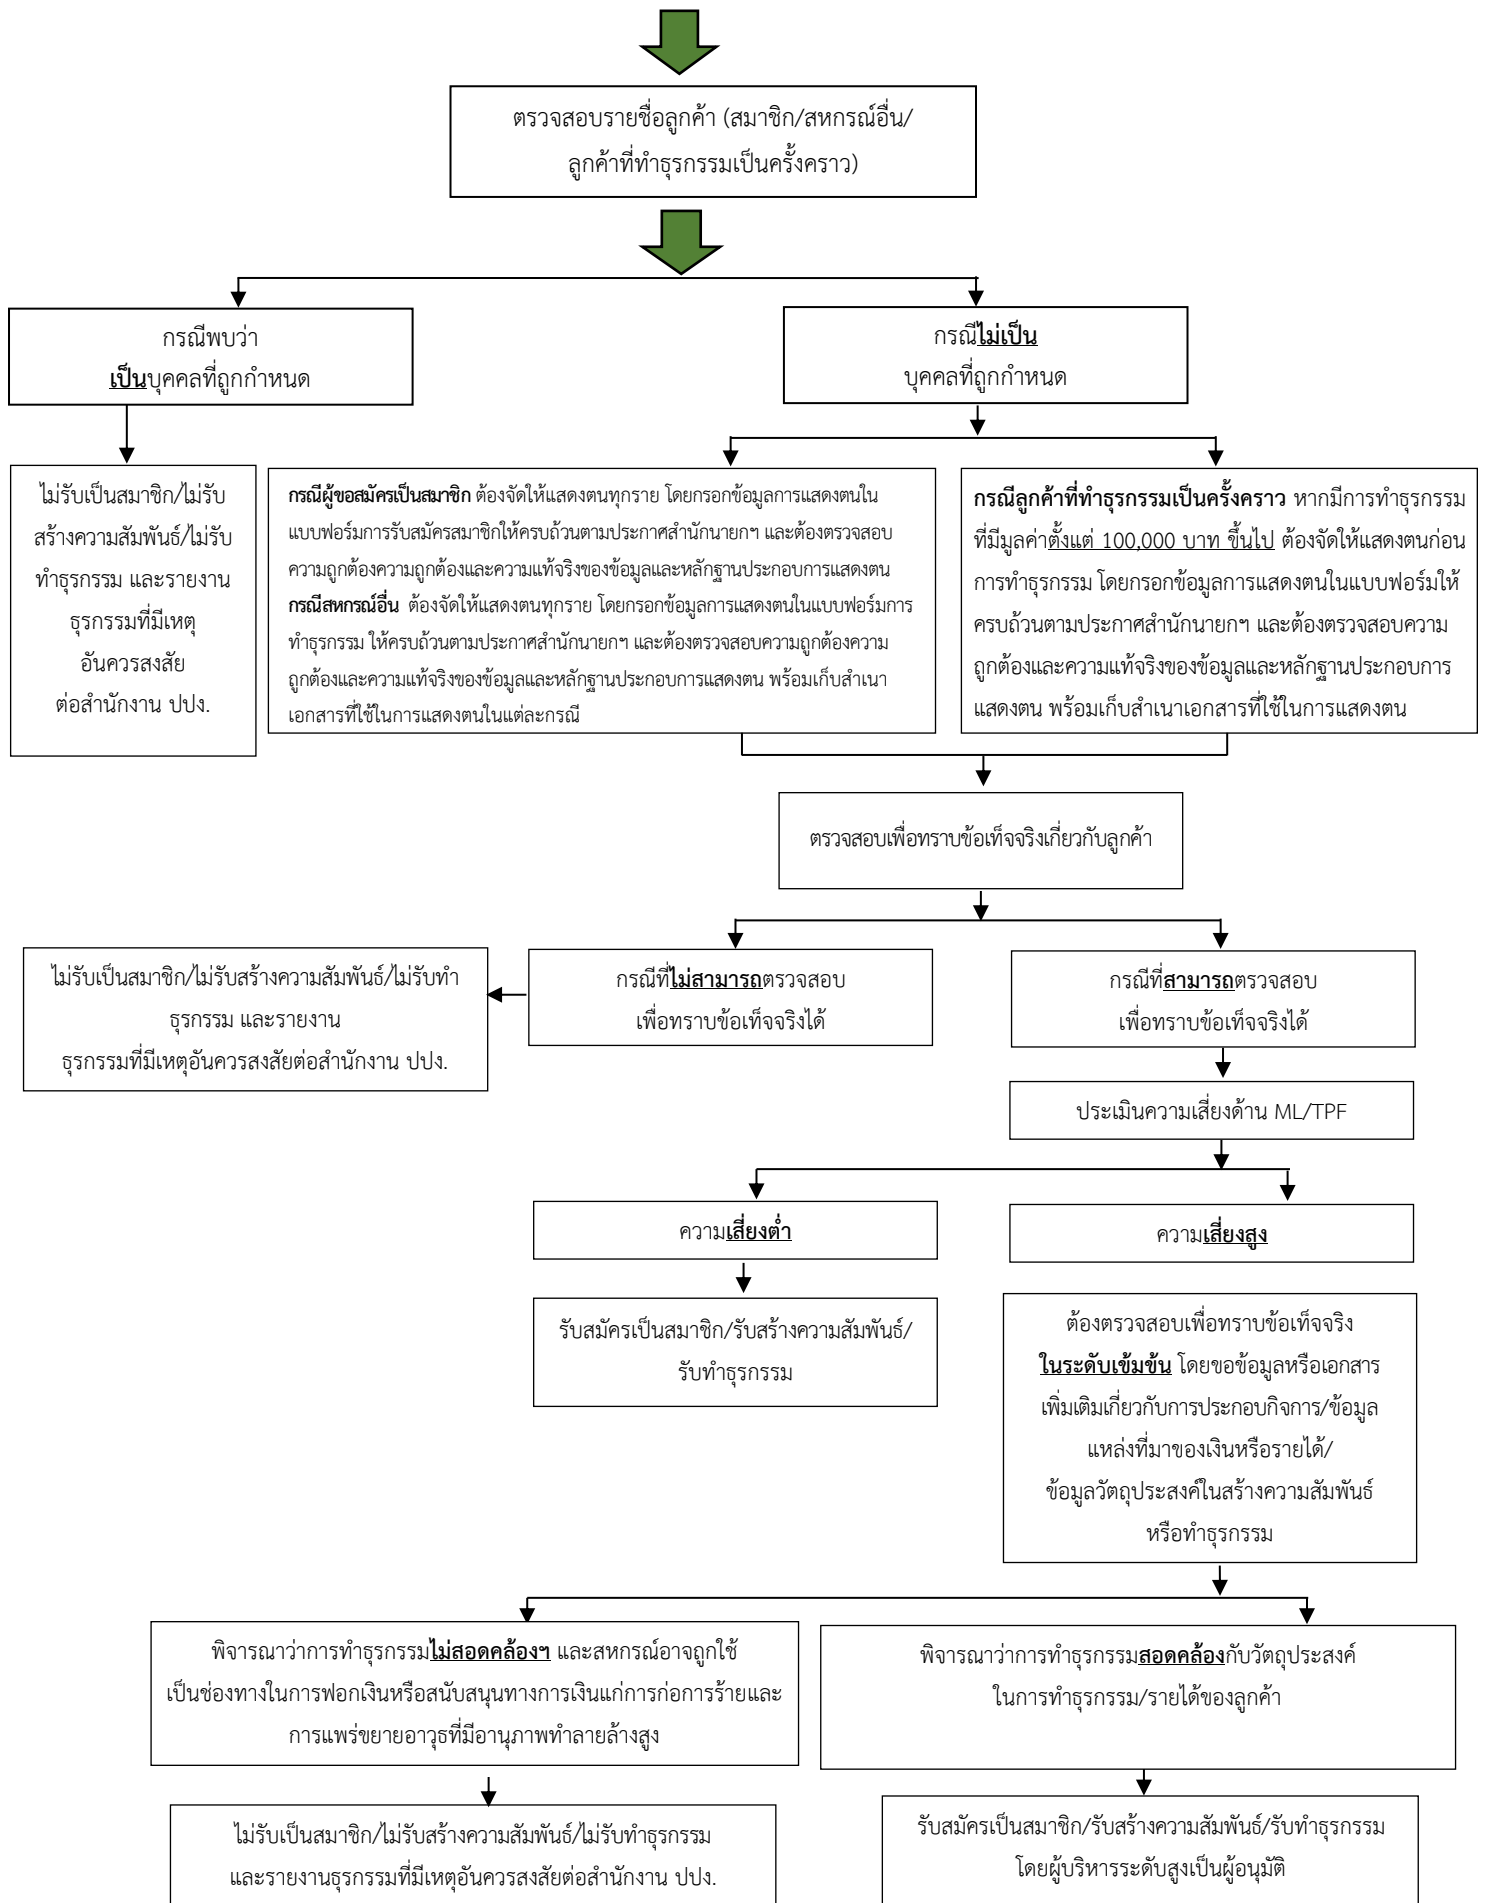 ตรวจสอบรายชื่อลูกค้า (สมาชิก/สหกรณ์อื่น/
ลูกค้าที่ทำธุรกรรมเป็นครั้งคราว)
กรณีพบว่า
เป็นบุคคลที่ถูกกำหนด
กรณีไม่เป็น
บุคคลที่ถูกกำหนด
ไม่รับเป็นสมาชิก/ไม่รับ
สร้างความสัมพันธ์/ไม่รับ
ทำธุรกรรม และรายงาน
ธุรกรรมที่มีเหตุ
อันควรสงสัย
ต่อสำนักงาน ปปง.
กรณีผู้ขอสมัครเป็นสมาชิก ต้องจัดให้แสดงตนทุกราย โดยกรอกข้อมูลการแสดงตนใน
แบบฟอร์มการรับสมัครสมาชิกให้ครบถ้วนตามประกาศสำนักนายกฯ และต้องตรวจสอบ
ความถูกต้องความถูกต้องและความแท้จริงของข้อมูลและหลักฐานประกอบการแสดงตน
กรณีสหกรณ์อื่น ต้องจัดให้แสดงตนทุกราย โดยกรอกข้อมูลการแสดงตนในแบบฟอร์มการ
ทำธุรกรรม ให้ครบถ้วนตามประกาศสำนักนายกฯ และต้องตรวจสอบความถูกต้องความ
ถูกต้องและความแท้จริงของข้อมูลและหลักฐานประกอบการแสดงตน พร้อมเก็บสำเนา
เอกสารที่ใช้ในการแสดงตนในแต่ละกรณี
กรณีลูกค้าที่ทำธุรกรรมเป็นครั้งคราว หากมีการทำธุรกรรม
ที่มีมูลค่าตั้งแต่ 100,000 บาท ขึ้นไป ต้องจัดให้แสดงตนก่อน
การทำธุรกรรม โดยกรอกข้อมูลการแสดงตนในแบบฟอร์มให้
ครบถ้วนตามประกาศสำนักนายกฯ และต้องตรวจสอบความ
ถูกต้องและความแท้จริงของข้อมูลและหลักฐานประกอบการ
แสดงตน พร้อมเก็บสำเนาเอกสารที่ใช้ในการแสดงตน
ตรวจสอบเพื่อทราบข้อเท็จจริงเกี่ยวกับลูกค้า
ไม่รับเป็นสมาชิก/ไม่รับสร้างความสัมพันธ์/ไม่รับทำ
ธุรกรรม และรายงาน
ธุรกรรมที่มีเหตุอันควรสงสัยต่อสำนักงาน ปปง.
กรณีที่ไม่สามารถตรวจสอบ
เพื่อทราบข้อเท็จจริงได้
กรณีที่สามารถตรวจสอบ
เพื่อทราบข้อเท็จจริงได้
ประเมินความเสี่ยงด้าน ML/TPF
ความเสี่ยงต่ำ
ความเสี่ยงสูง
รับสมัครเป็นสมาชิก/รับสร้างความสัมพันธ์/
รับทำธุรกรรม
ต้องตรวจสอบเพื่อทราบข้อเท็จจริง
ในระดับเข้มข้น โดยขอข้อมูลหรือเอกสาร
เพิ่มเติมเกี่ยวกับการประกอบกิจการ/ข้อมูล
แหล่งที่มาของเงินหรือรายได้/
ข้อมูลวัตถุประสงค์ในสร้างความสัมพันธ์
หรือทำธุรกรรม
พิจารณาว่าการทำธุรกรรมไม่สอดคล้องฯ และสหกรณ์อาจถูกใช้
เป็นช่องทางในการฟอกเงินหรือสนับสนุนทางการเงินแก่การก่อการร้ายและ
การแพร่ขยายอาวุธที่มีอานุภาพทำลายล้างสูง
พิจารณาว่าการทำธุรกรรมสอดคล้องกับวัตถุประสงค์
ในการทำธุรกรรม/รายได้ของลูกค้า
ไม่รับเป็นสมาชิก/ไม่รับสร้างความสัมพันธ์/ไม่รับทำธุรกรรม
และรายงานธุรกรรมที่มีเหตุอันควรสงสัยต่อสำนักงาน ปปง.
รับสมัครเป็นสมาชิก/รับสร้างความสัมพันธ์/รับทำธุรกรรม
โดยผู้บริหารระดับสูงเป็นผู้อนุมัติ